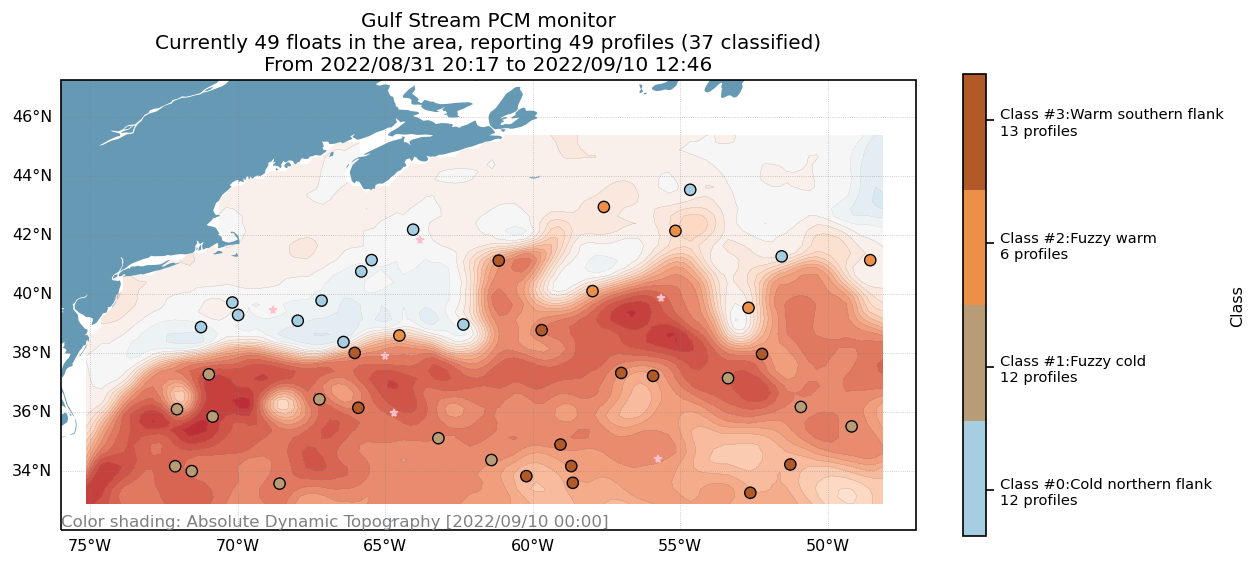 Gulf Stream PCM monitor
Currently 49 floats in the area, reporting 49 profiles (37 classified)
From 2022/08/31 20:17 to 2022/09/10 12:46
46°N
44°N
42°N
40°N
38°N
36°N
34°N
Color shading: Absolute Dynamic Topography [2022/09/10 00:00]
75°W 70°W 65°W 60°W 55°W 50°W
Class #3:Warm southern flank
13 profiles
Class #2:Fuzzy warm
6 profiles
Class #1:Fuzzy cold
12 profiles
Class #0:Cold northern flank
12 profiles
Class